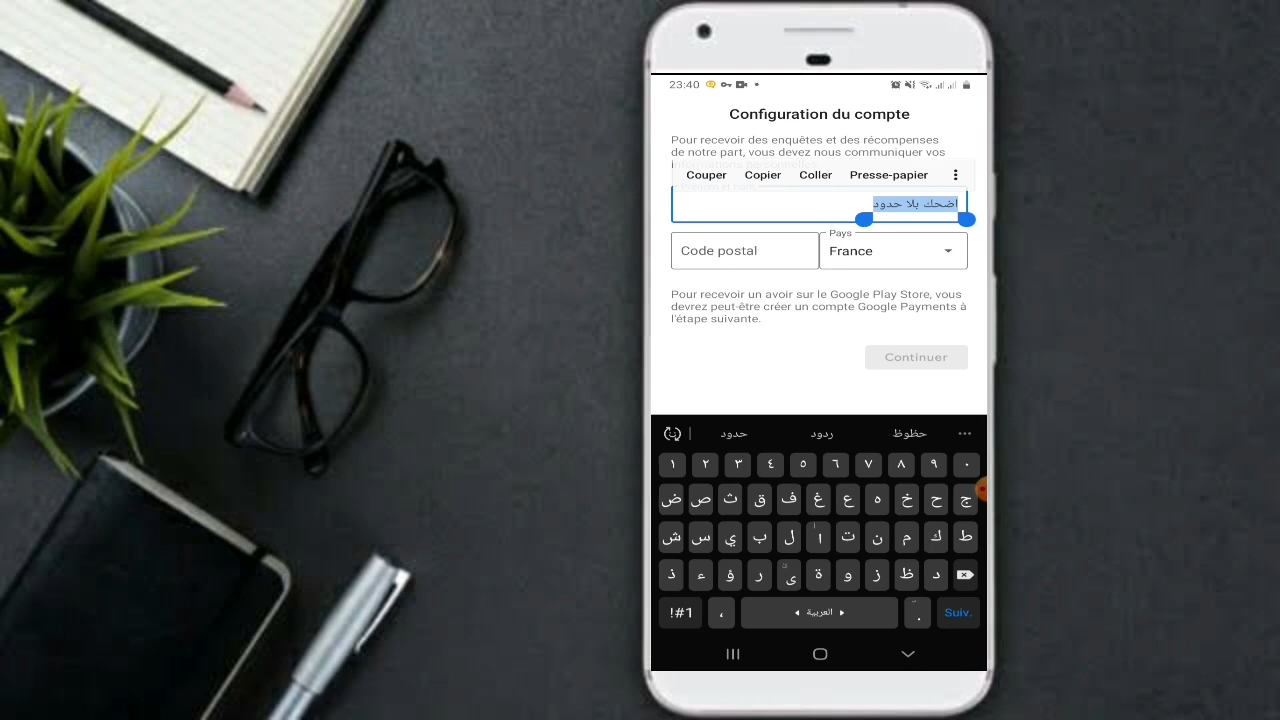 23:40
Configuration du compte
Pour recevoir des enquêtes et des récompenses
de notre part, vous devez nous communiquer vos
informations personnelles.
Couper Copier Coller Presse-papier
اضحك بلا حدود
Pays
Code postal France
Pour recevoir un avoir sur le Google Play Store, vous
devrez peut-être créer un compte Google Payments à
l'étape suivante.
Continuer
حدود ردود حظوظ
١ ٢ ٣ ٤ ٥ ٦ ٧ ٨ ٩ ٠
ض ص ث ق ف غ ع ه خ ح ج
ش س ي ب ل ا ت ن م ك ط
ذ ء ؤ ر ى ة و ز ظ د
!#1 ، العربية . Suiv.